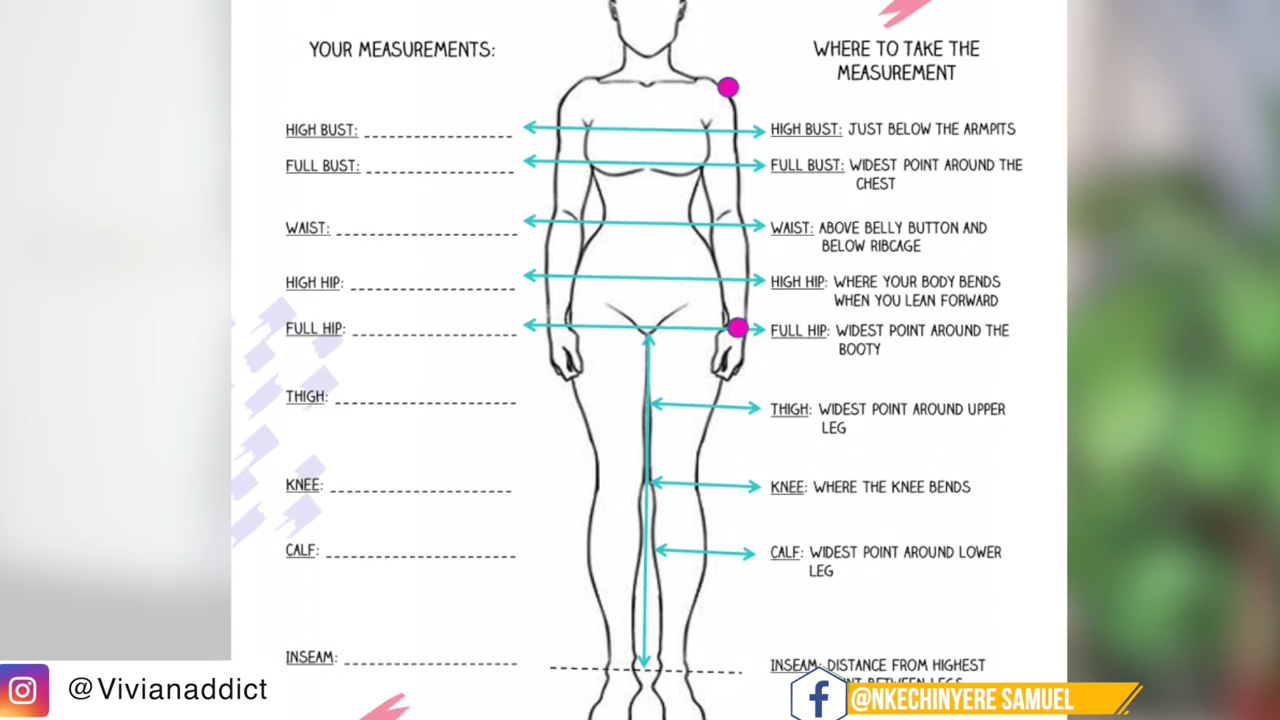 YOUR MEASUREMENTS:
HIGH BUST:
FULL BUST:
WAIST:
HIGH HIP:
FULL HIP:
THIGH:
KNEE:
CALF:
INSEAM:
WHERE TO TAKE THE
MEASUREMENT
HIGH BUST: JUST BELOW THE ARMPITS
FULL BUST: WIDEST POINT AROUND THE
CHEST
WAIST: ABOVE BELLY BUTTON AND
BELOW RIBCAGE
HIGH HIP: WHERE YOUR BODY BENDS
WHEN YOU LEAN FORWARD
FULL HIP: WIDEST POINT AROUND THE
BOOTY
THIGH: WIDEST POINT AROUND UPPER
LEG
KNEE: WHERE THE KNEE BENDS
CALF: WIDEST POINT AROUND LOWER
LEG
INSEAM: DISTANCE FROM HIGHEST
@Vivianaddict
@NKECHINYERE SAMUEL